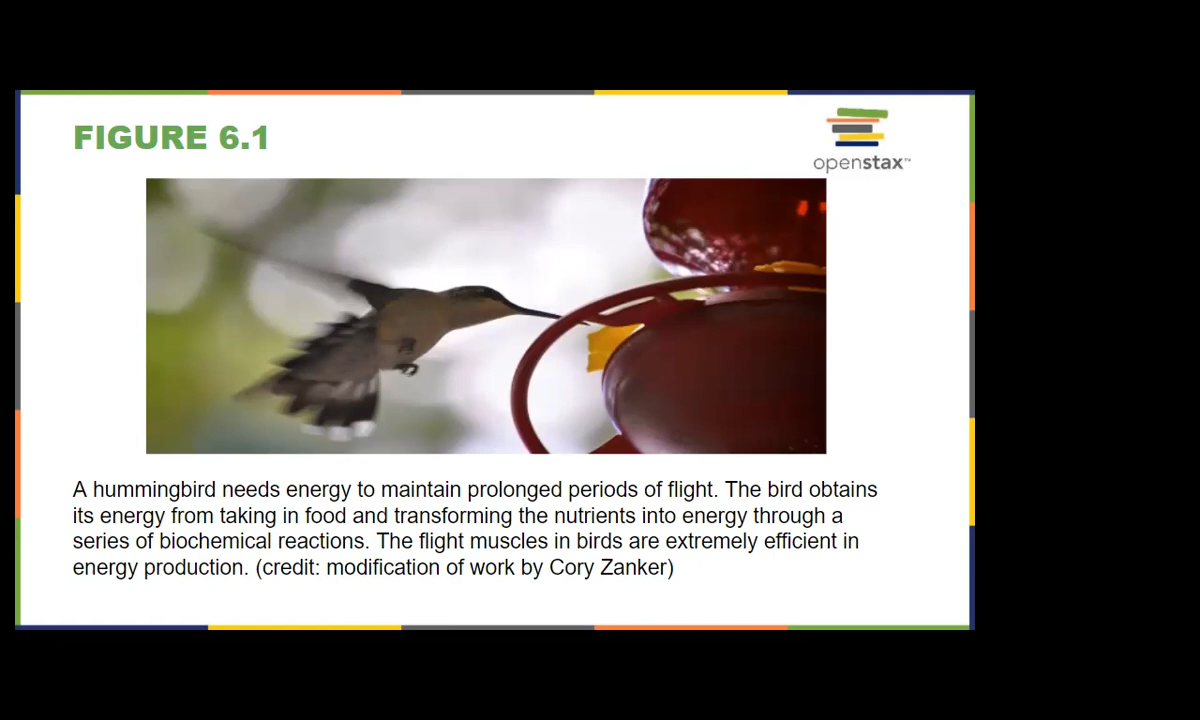 FIGURE 6.1
openstax™
A hummingbird needs energy to maintain prolonged periods of flight. The bird obtains
its energy from taking in food and transforming the nutrients into energy through a
series of biochemical reactions. The flight muscles in birds are extremely efficient in
energy production. (credit: modification of work by Cory Zanker)